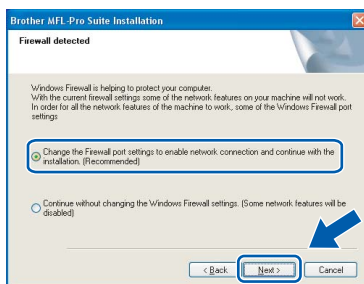 Brother MFL-Pro Suite Installation
Firewall detected
Windows Firewall is helping to protect your computer.
With the current firewall settings some of the network features on your machine will not work.
In order for all the network features of the machine to work, some of the Windows Firewall port
settings
Change the Firewall port settings to enable network connection and continue with the
installation. (Recommended)
Continue without changing the Windows Firewall settings. (Some network features will be
disabled)
< Back
Next >
Cancel